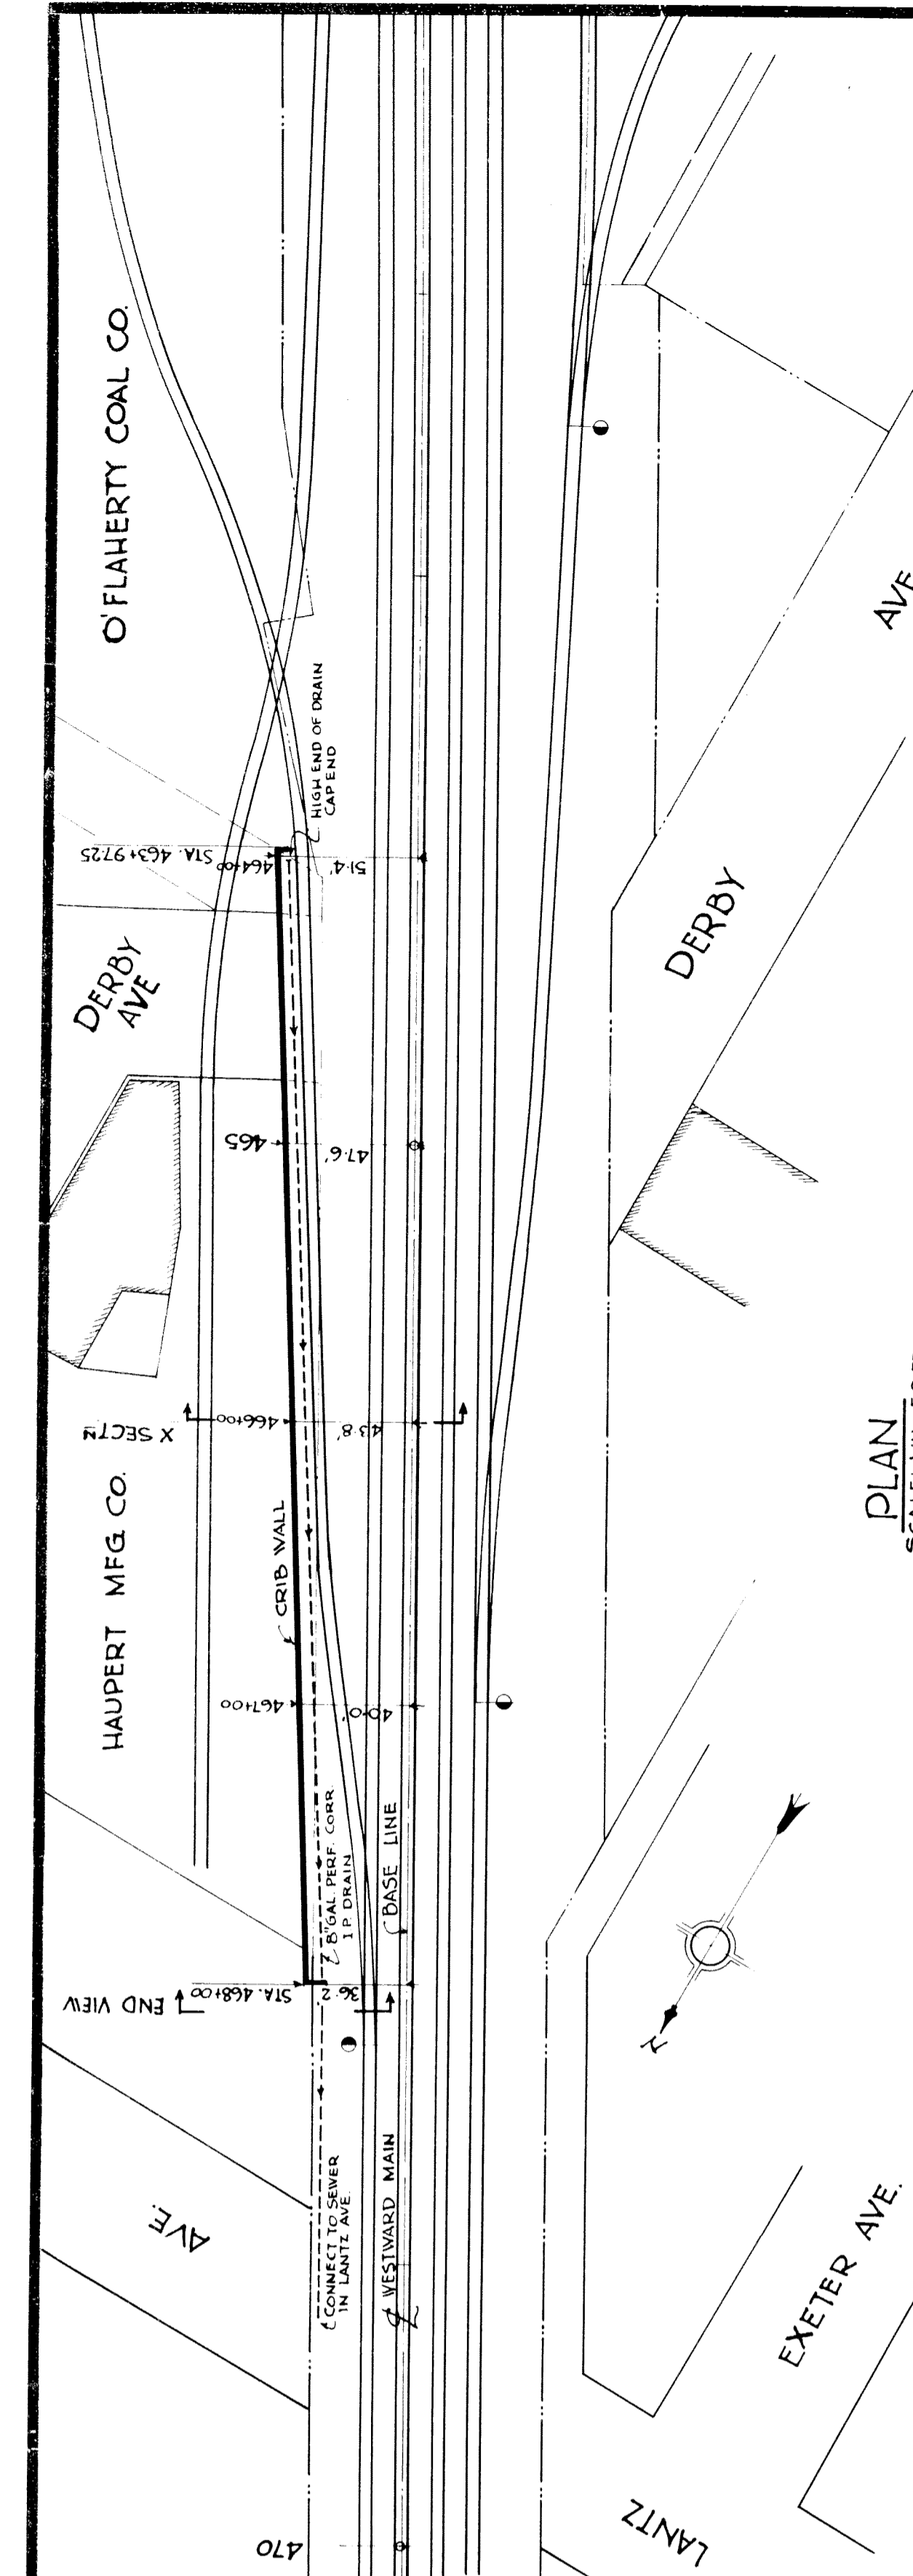 O'FLAHERTY COAL CO.
HIGH END OF DRAIN
CAP END
STA. 463+97.25
464+00
51.4'
DERBY
AVE
DERBY
AVE
465
47.6'
X SECTN
466+00
43.8'
PLAN
HAUPERT MFG. CO.
CRIB WALL
467+00
40.0'
8" GAL. PERF. CORR.
I.P. DRAIN
BASE LINE
END VIEW
STA. 468+00
36.2'
N
AVE.
CONNECT TO SEWER
IN LANTZ AVE.
WESTWARD MAIN
EXETER AVE.
LANTZ
470